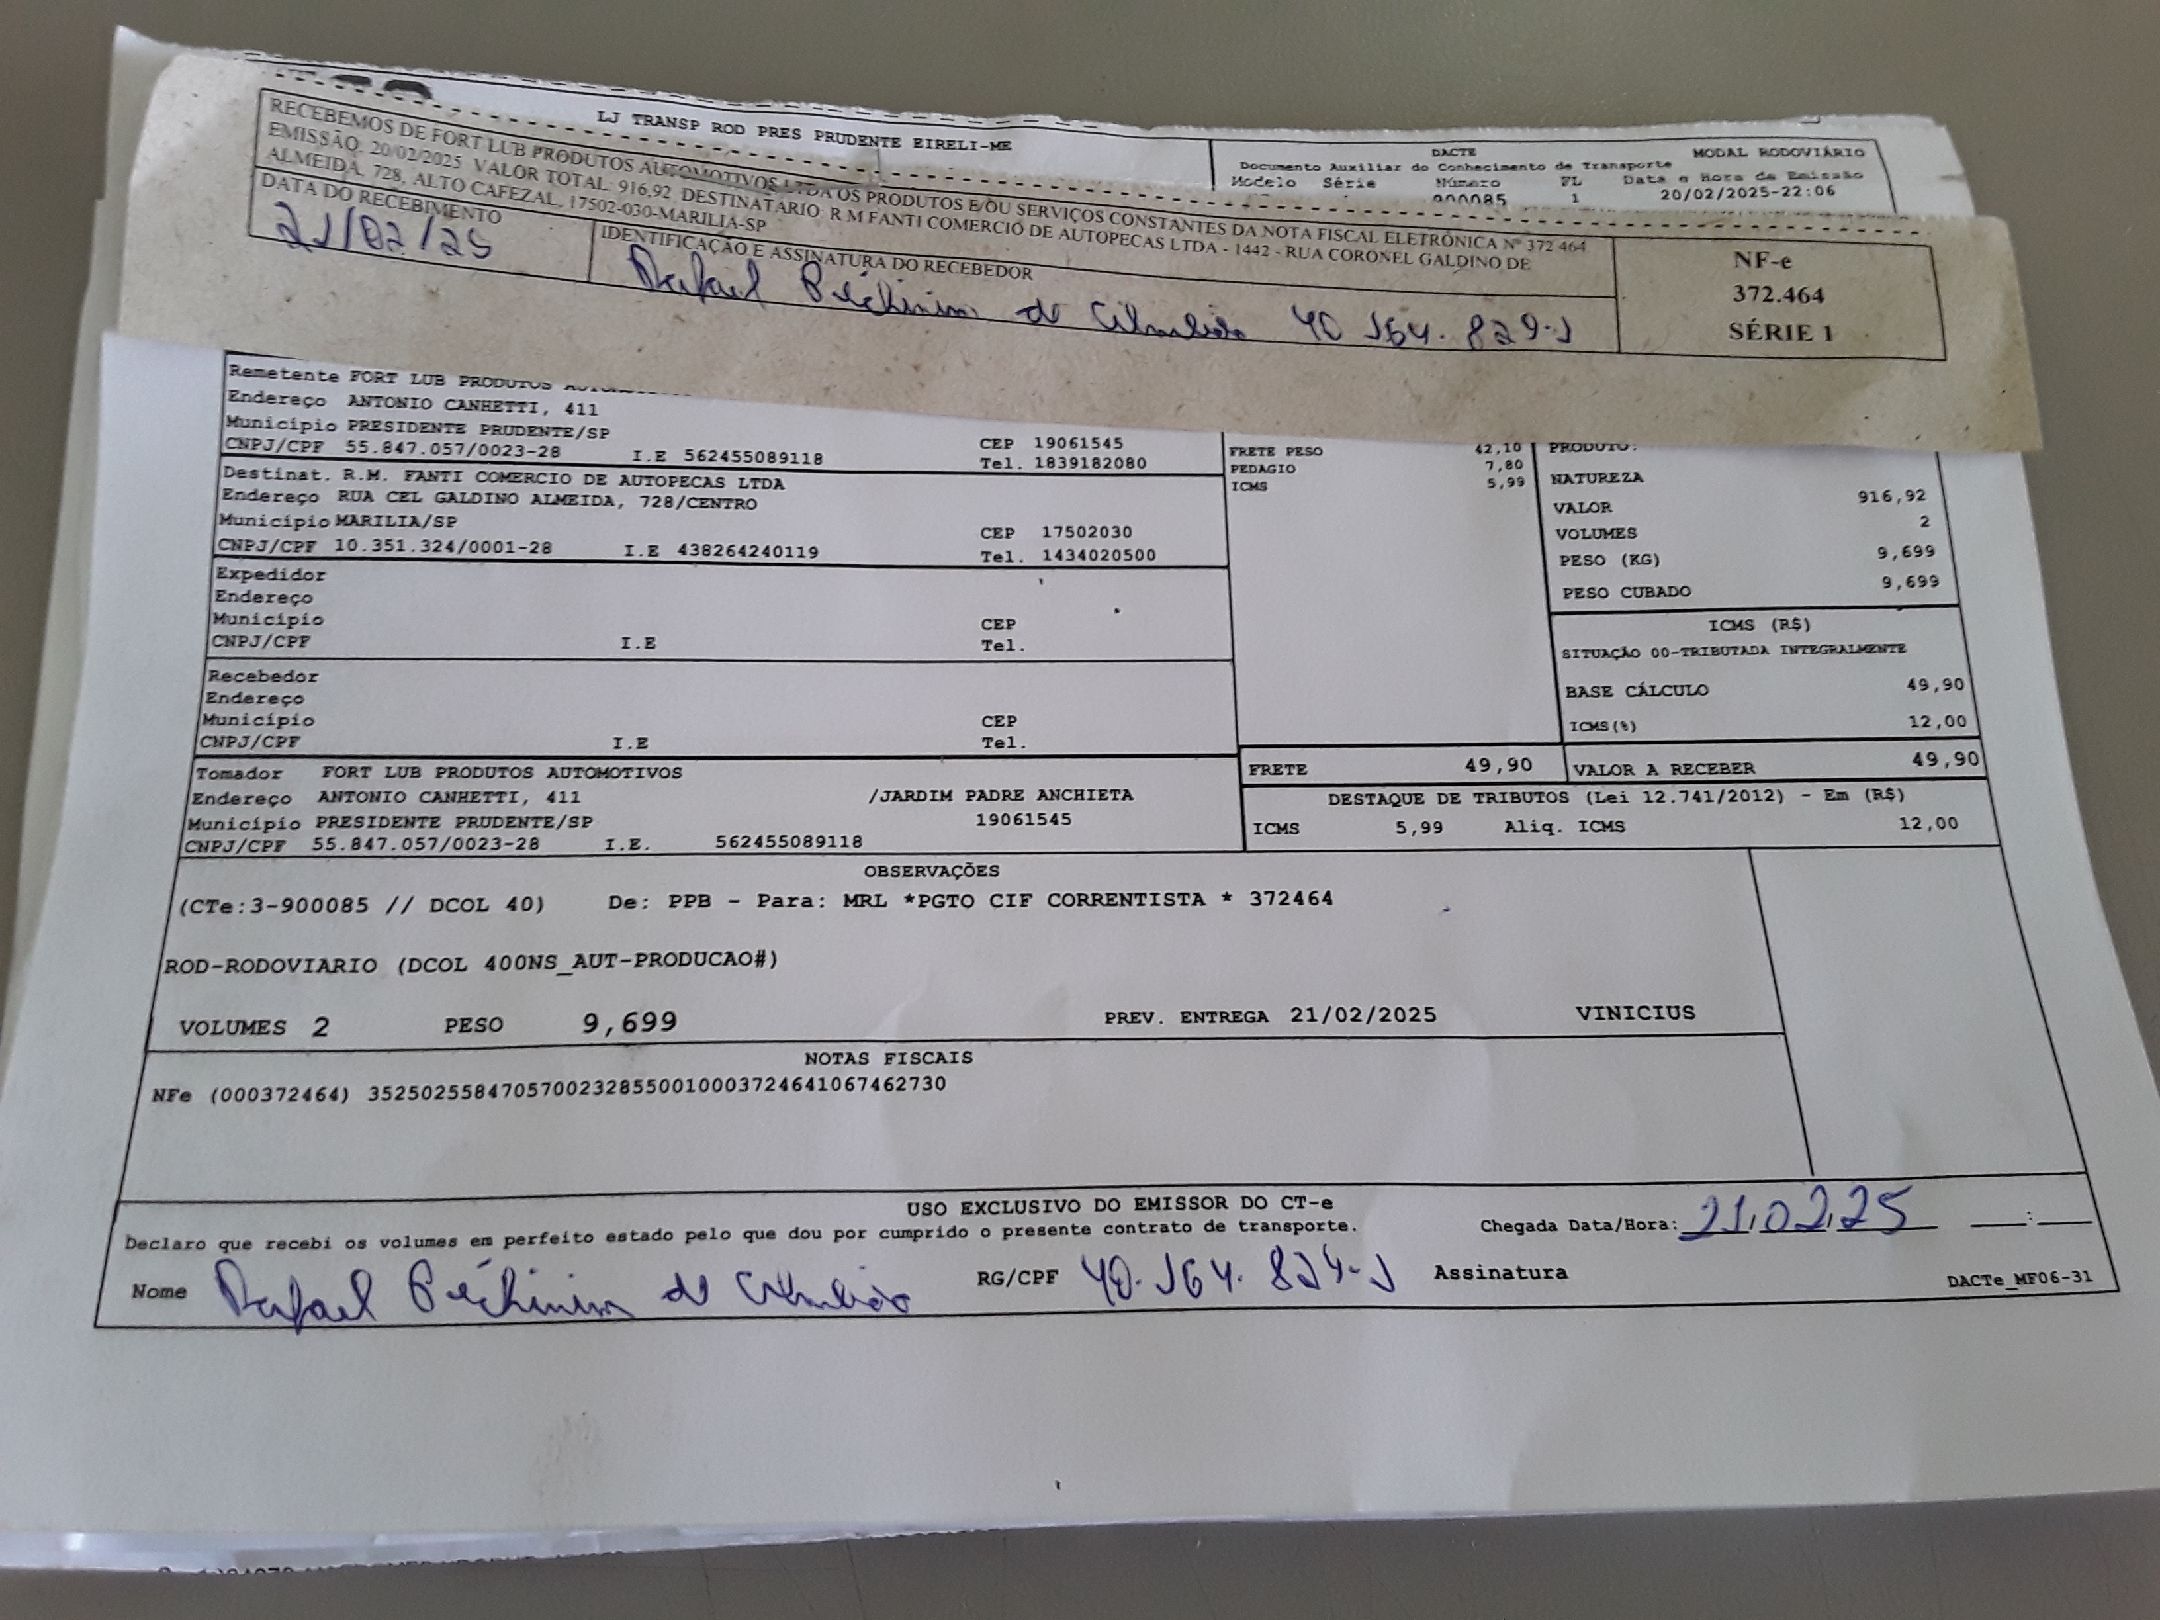 LJ TRANSP ROD PRES PRUDENTE EIRELI-ME
DACTE
MODAL RODOVIÁRIO
Documento Auxiliar do Conhecimento de Transporte
Modelo Série Número FL Data e Hora de Emissão
900085 1 20/02/2025-22:06
RECEBEMOS DE FORT LUB PRODUTOS AUTOMOTIVOS LTDA OS PRODUTOS E/OU SERVIÇOS CONSTANTES DA NOTA FISCAL ELETRÔNICA Nº 372 464
EMISSÃO: 20/02/2025 VALOR TOTAL: 916,92 DESTINATÁRIO: R M FANTI COMERCIO DE AUTOPECAS LTDA - 1442 - RUA CORONEL GALDINO DE
ALMEIDA, 728, ALTO CAFEZAL, 17502-030-MARILIA-SP
DATA DO RECEBIMENTO
21/02/25
IDENTIFICAÇÃO E ASSINATURA DO RECEBEDOR
Rafael de 40 164. 829-1
NF-e
372.464
SÉRIE 1
Remetente FORT LUB PRODUTOS
Endereço ANTONIO CANHETTI, 411
Município PRESIDENTE PRUDENTE/SP CEP 19061545
CNPJ/CPF 55.847.057/0023-28 I.E 562455089118 Tel. 1839182080
Destinat. R.M. FANTI COMERCIO DE AUTOPECAS LTDA
Endereço RUA CEL GALDINO ALMEIDA, 728/CENTRO
Município MARILIA/SP CEP 17502030
CNPJ/CPF 10.351.324/0001-28 I.E 438264240119 Tel. 1434020500
Expedidor
Endereço
Município CEP
CNPJ/CPF I.E Tel.
Recebedor
Endereço
Município CEP
CNPJ/CPF I.E Tel.
Tomador FORT LUB PRODUTOS AUTOMOTIVOS
Endereço ANTONIO CANHETTI, 411 /JARDIM PADRE ANCHIETA
Município PRESIDENTE PRUDENTE/SP 19061545
CNPJ/CPF 55.847.057/0023-28 I.E. 562455089118
FRETE PESO 42,10
PEDAGIO 7,80
ICMS 5,99
PRODUTO:
NATUREZA
VALOR 916,92
VOLUMES 2
PESO (KG) 9,699
PESO CUBADO 9,699
ICMS (R$)
SITUAÇÃO 00-TRIBUTADA INTEGRALMENTE
BASE CÁLCULO 49,90
ICMS(%) 12,00
FRETE 49,90 VALOR A RECEBER 49,90
DESTAQUE DE TRIBUTOS (Lei 12.741/2012) - Em (R$)
ICMS 5,99 Aliq. ICMS 12,00
OBSERVAÇÕES
(CTe:3-900085 // DCOL 40) De: PPB - Para: MRL *PGTO CIF CORRENTISTA * 372464
ROD-RODOVIARIO (DCOL 400NS_AUT-PRODUCAO#)
VOLUMES 2 PESO 9,699 PREV. ENTREGA 21/02/2025 VINICIUS
NOTAS FISCAIS
NFe (000372464) 35250255847057002328550010003724641067462730
USO EXCLUSIVO DO EMISSOR DO CT-e
Declaro que recebi os volumes em perfeito estado pelo que dou por cumprido o presente contrato de transporte. Chegada Data/Hora: 21,02,25 :
Nome Rafael de RG/CPF 40.164. 829-1 Assinatura
DACTe_MF06-31